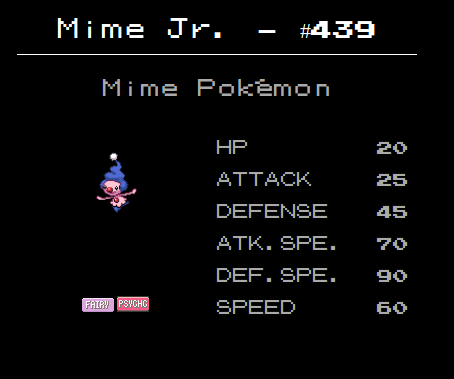 Mime Jr. – #439
Mime Pokémon
HP 20
ATTACK 25
DEFENSE 45
ATK.SPE. 70
DEF.SPE. 90
FAIRY PSYCHC
SPEED 60